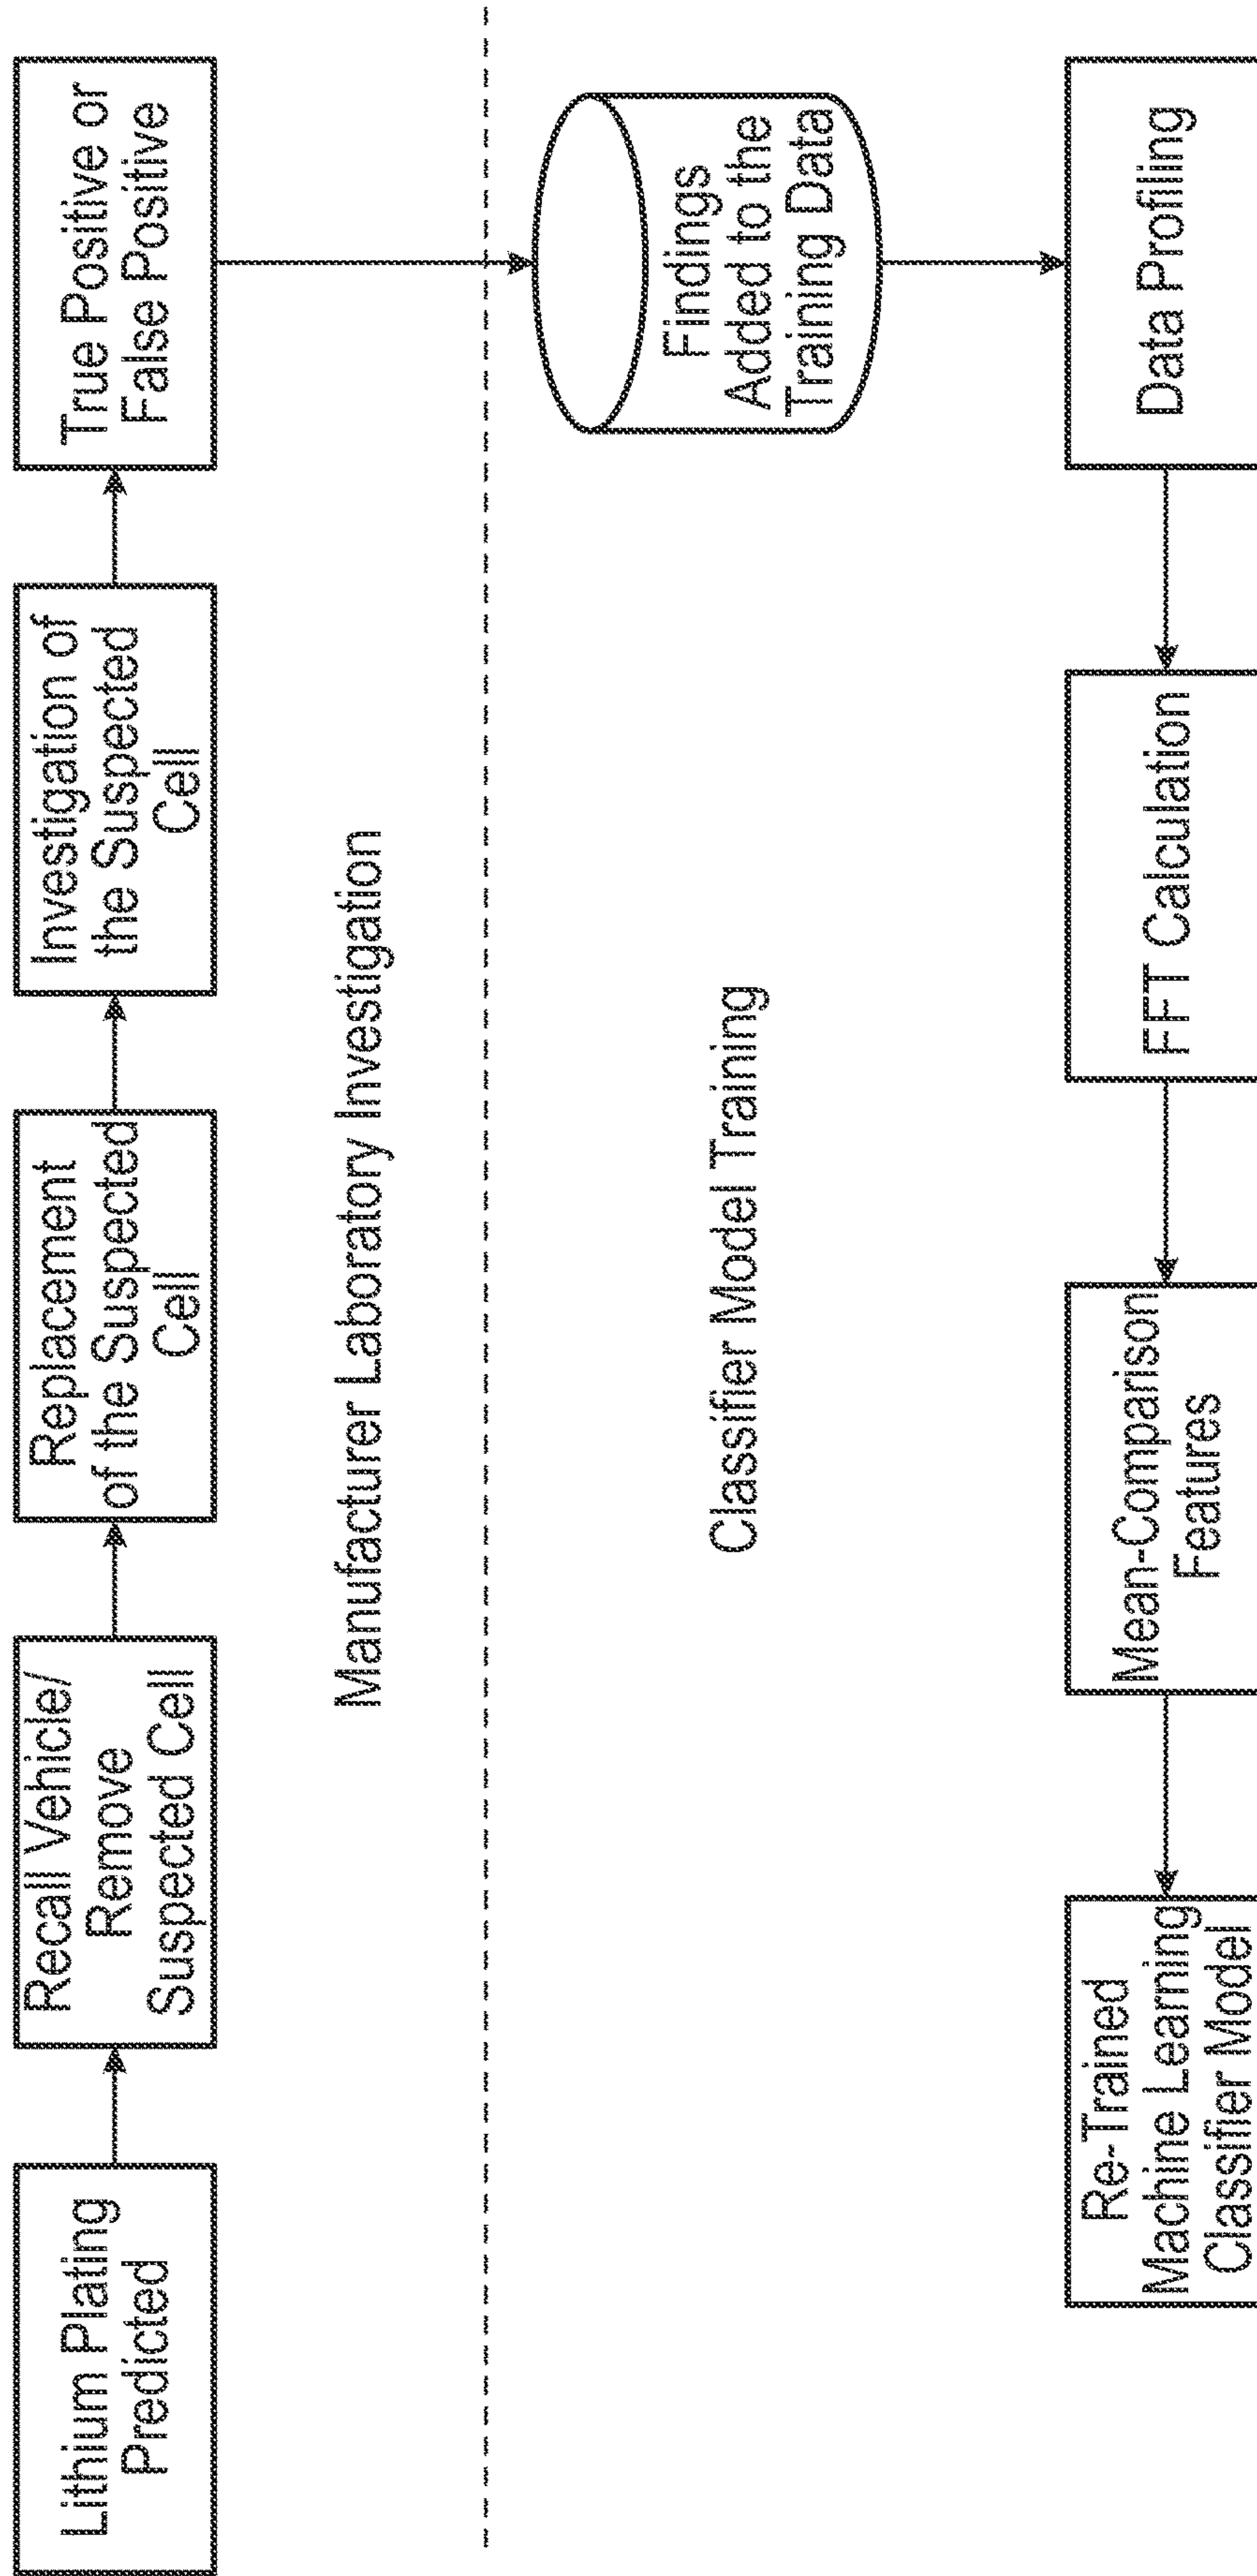 Lithium Plating
Predicted
Recall Vehicle/
Remove
Suspected Cell
Replacement
of the Suspected
Cell
Investigation of
the Suspected
Cell
True Positive or
False Positive
Manufacturer Laboratory Investigation
Classifier Model Training
Findings
Added to the
Training Data
Data Profiling
FFT Calculation
Mean-Comparison
Features
Re-Trained
Machine Learning
Classifier Model